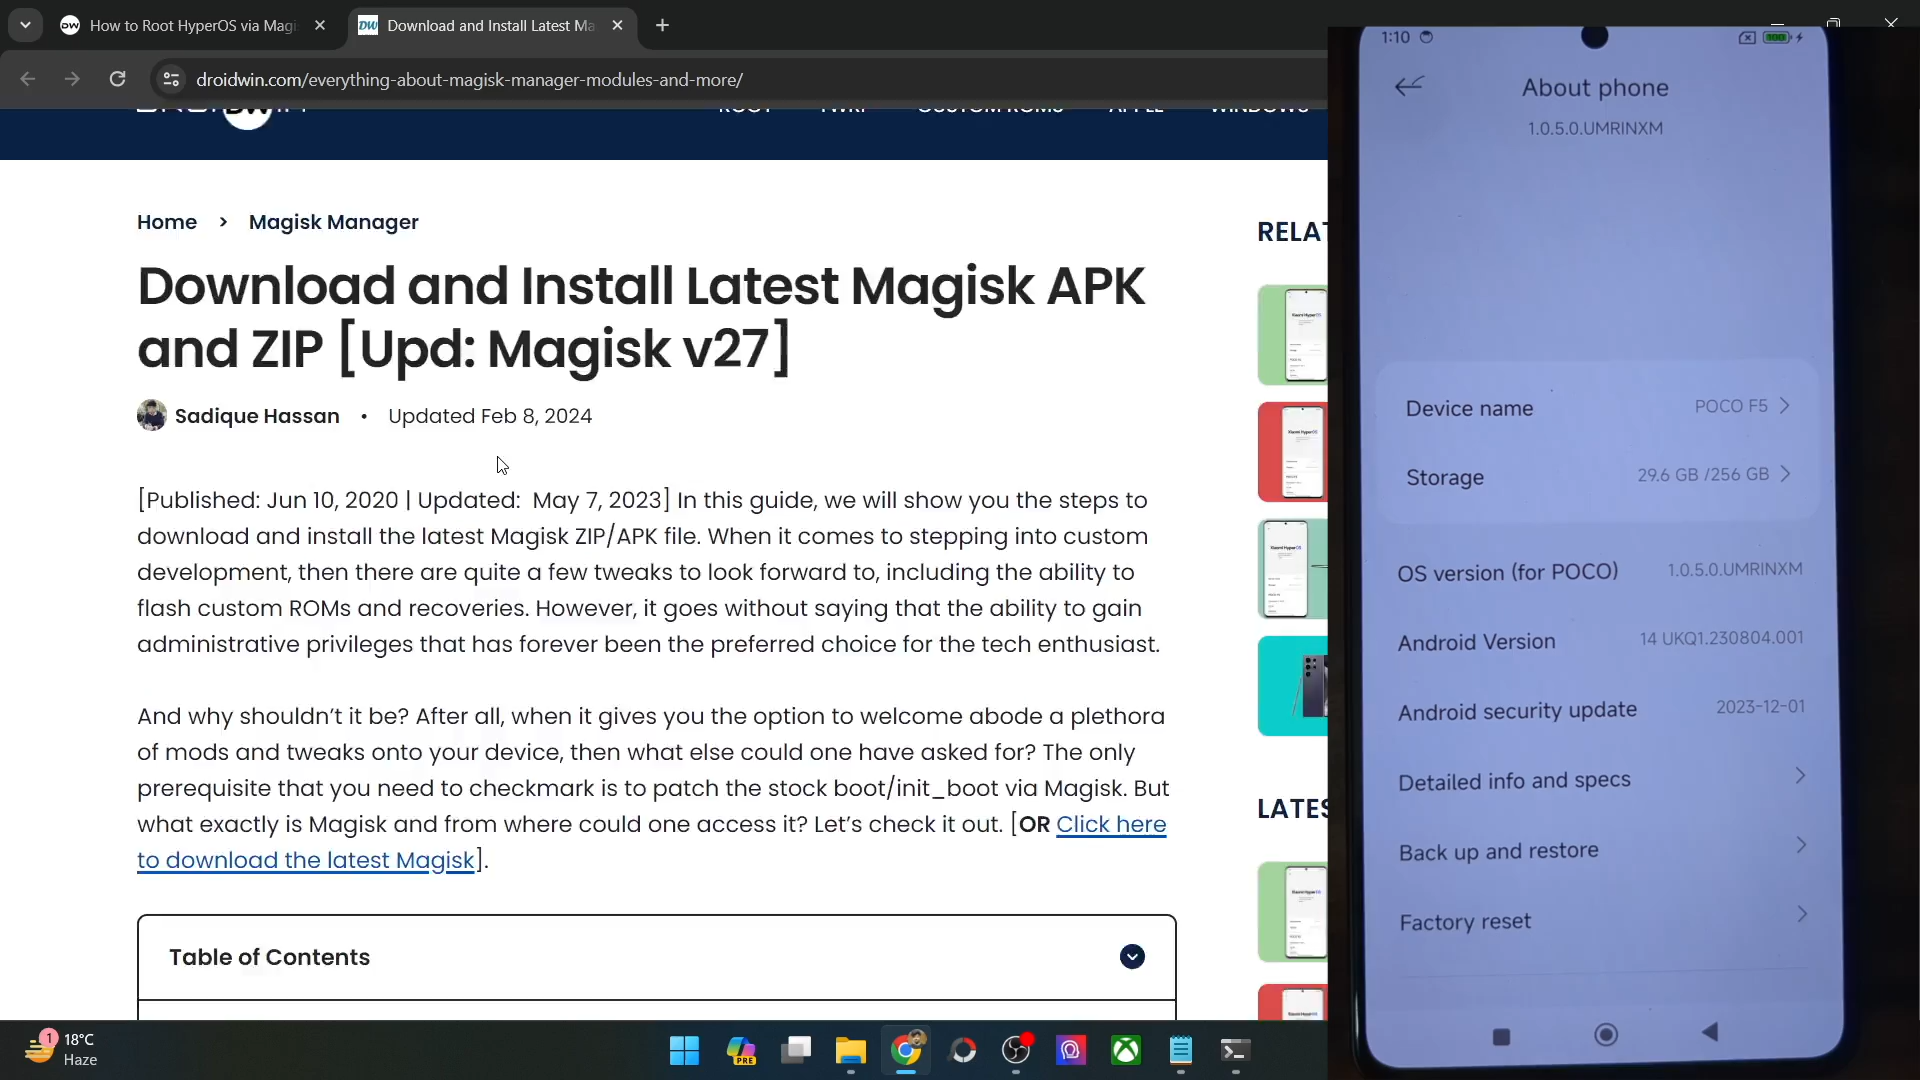 How to Root HyperOS via Magi
Download and Install Latest Ma
droidwin.com/everything-about-magisk-manager-modules-and-more/
ROOT TWRP CUSTOM ROMS APPLE WINDOWS
Home > Magisk Manager
Download and Install Latest Magisk APK
and ZIP [Upd: Magisk v27]
Sadique Hassan • Updated Feb 8, 2024
[Published: Jun 10, 2020 | Updated: May 7, 2023] In this guide, we will show you the steps to
download and install the latest Magisk ZIP/APK file. When it comes to stepping into custom
development, then there are quite a few tweaks to look forward to, including the ability to
flash custom ROMs and recoveries. However, it goes without saying that the ability to gain
administrative privileges that has forever been the preferred choice for the tech enthusiast.
And why shouldn’t it be? After all, when it gives you the option to welcome abode a plethora
of mods and tweaks onto your device, then what else could one have asked for? The only
prerequisite that you need to checkmark is to patch the stock boot/init_boot via Magisk. But
what exactly is Magisk and from where could one access it? Let’s check it out. [OR Click here
to download the latest Magisk].
Table of Contents
RELAT
LATES
1:10
100
About phone
1.0.5.0.UMRINXM
Device name POCO F5
Storage 29.6 GB /256 GB
OS version (for POCO) 1.0.5.0.UMRINXM
Android Version 14 UKQ1.230804.001
Android security update 2023-12-01
Detailed info and specs
Back up and restore
Factory reset
1 18°C
Haze
PRE